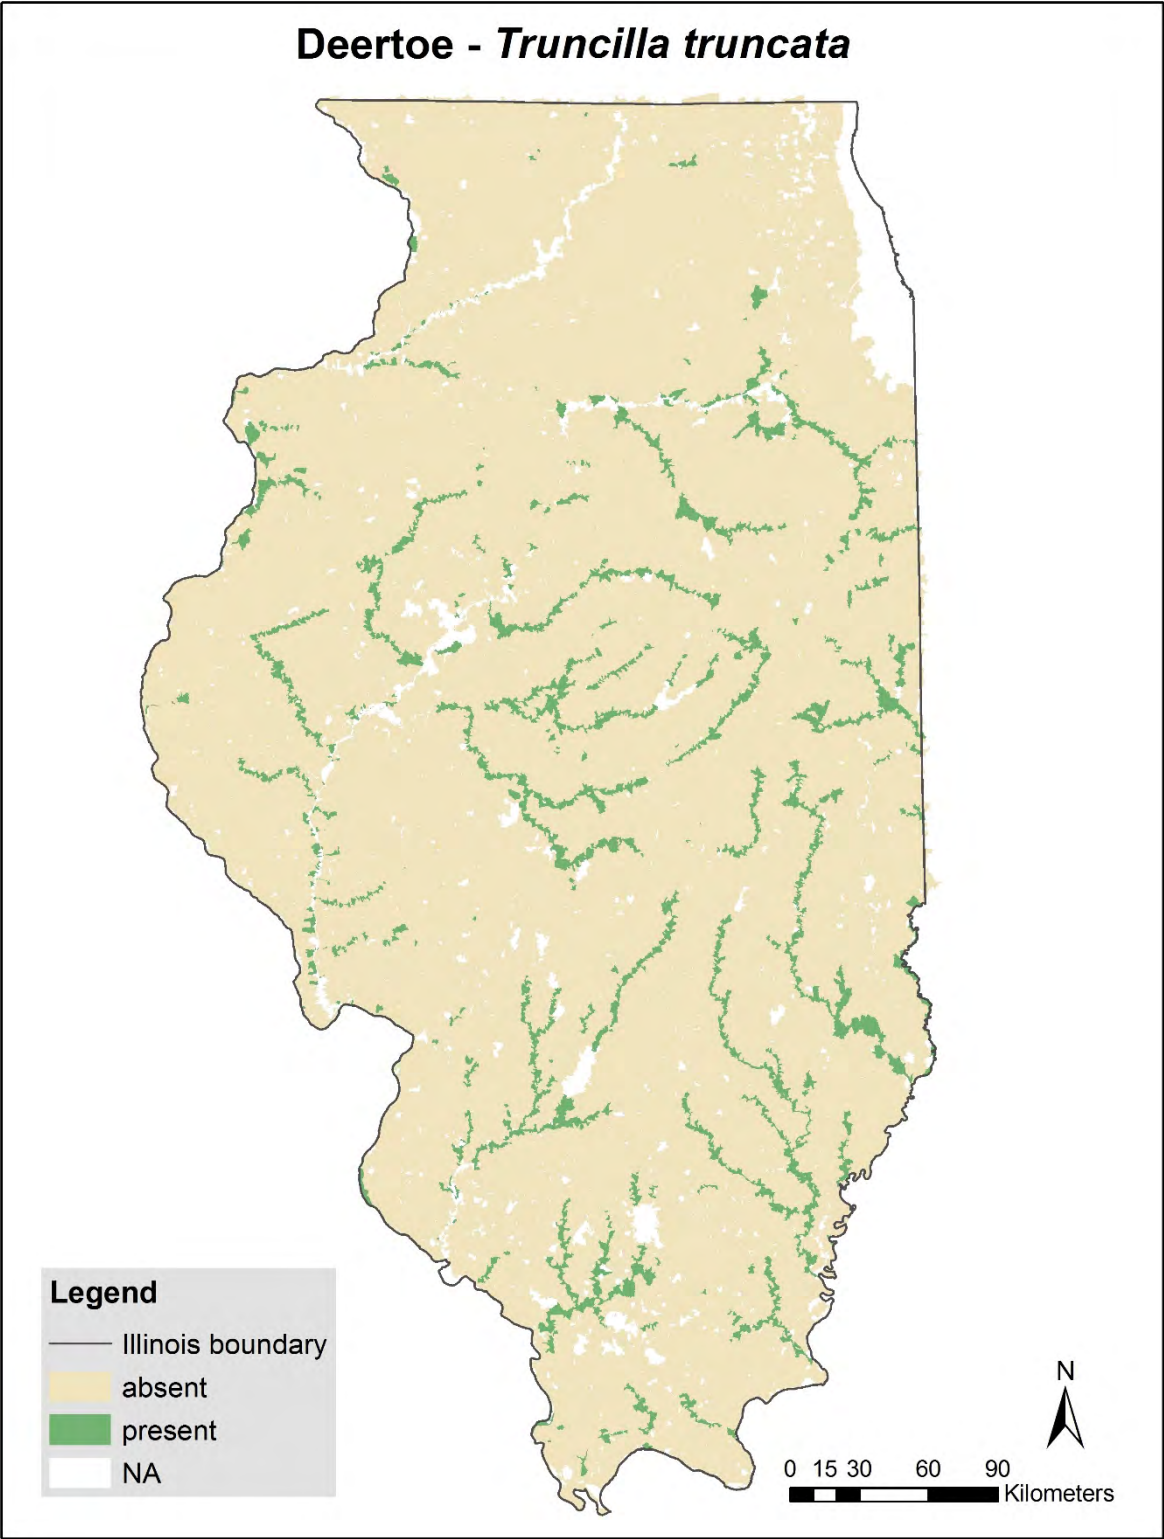 Deertoe - Truncilla truncata
Legend
Illinois boundary
absent
present
NA
N
0 15 30 60 90
Kilometers